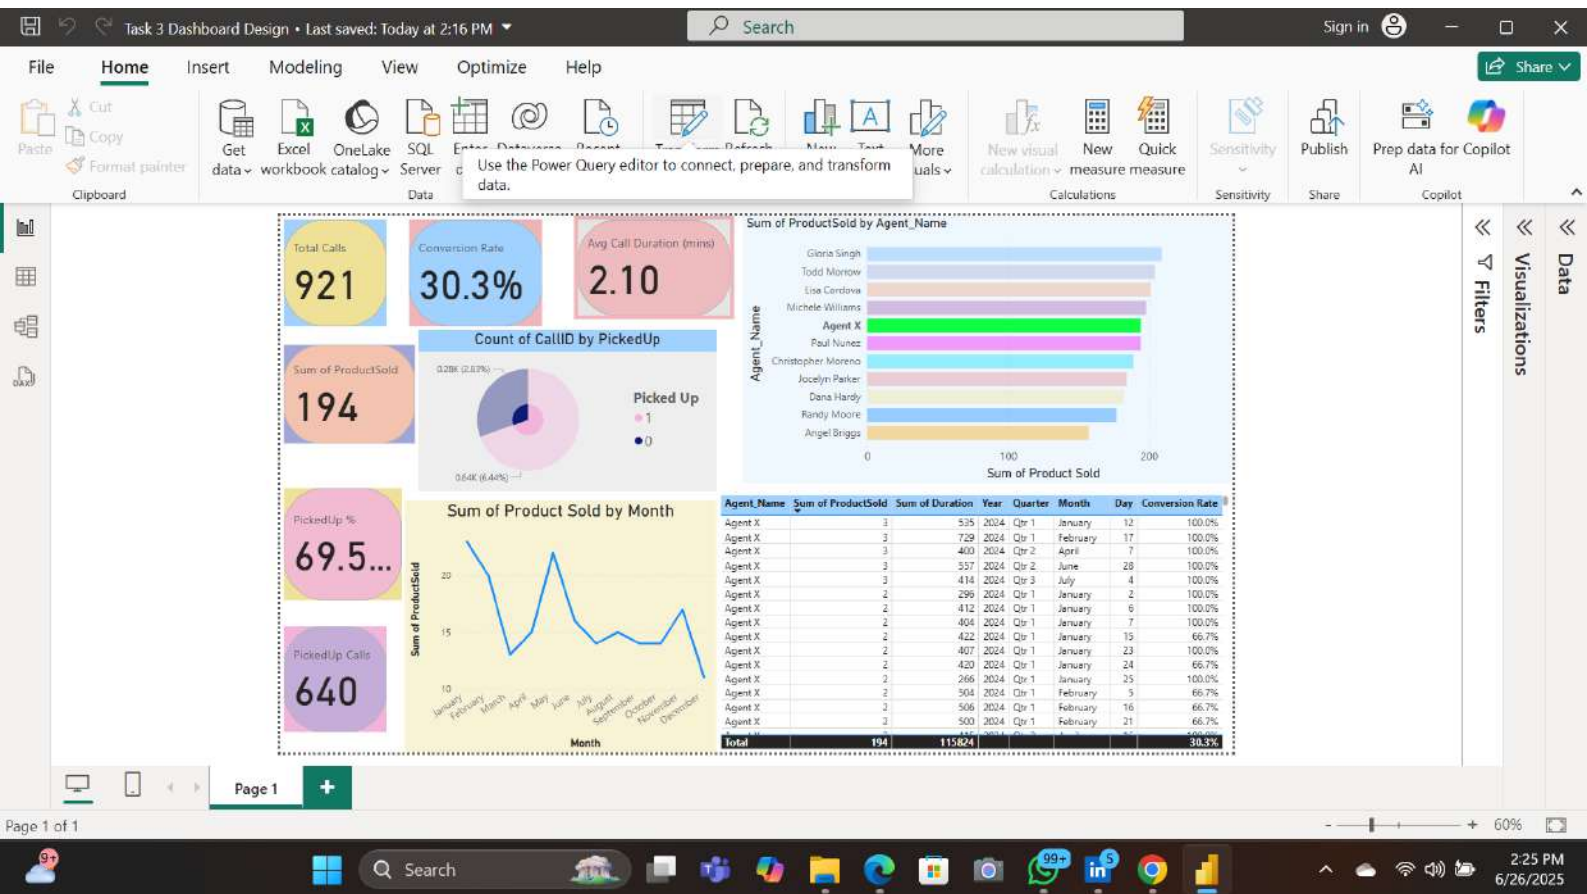 Task 3 Dashboard Design • Last saved: Today at 2:16 PM
Search
Sign in
File Home Insert Modeling View Optimize Help
Share
Paste
Cut
Copy
Format painter
Clipboard
Get data
Excel workbook
OneLake catalog
SQL Server
Data
Use the Power Query editor to connect, prepare, and transform data.
More
uals
New visual calculation
New measure
Quick measure
Calculations
Sensitivity
Sensitivity
Publish
Share
Prep data for AI
Copilot
Copilot
Total Calls
921
Conversion Rate
30.3%
Avg Call Duration (mins)
2.10
Sum of ProductSold
194
PickedUp %
69.5...
PickedUp Calls
640
Count of CallID by PickedUp
0.28K (2.83%)
0.64K (6.44%)
Picked Up
1
0
Sum of ProductSold by Agent_Name
Agent_Name
Gloria Singh
Todd Morrow
Lisa Cordova
Michele Williams
Agent X
Paul Nunez
Christopher Moreno
Jocelyn Parker
Dana Hardy
Randy Moore
Angel Briggs
0 100 200
Sum of Product Sold
Sum of Product Sold by Month
Sum of ProductSold
20
15
10
January February March April May June July August September October November December
Month
Agent_Name Sum of ProductSold Sum of Duration Year Quarter Month Day Conversion Rate
Agent X 3 535 2024 Qtr 1 January 12 100.0%
Agent X 3 729 2024 Qtr 1 February 17 100.0%
Agent X 3 400 2024 Qtr 2 April 7 100.0%
Agent X 3 557 2024 Qtr 2 June 28 100.0%
Agent X 3 414 2024 Qtr 3 July 4 100.0%
Agent X 2 296 2024 Qtr 1 January 2 100.0%
Agent X 2 412 2024 Qtr 1 January 6 100.0%
Agent X 2 404 2024 Qtr 1 January 7 100.0%
Agent X 2 422 2024 Qtr 1 January 15 66.7%
Agent X 2 407 2024 Qtr 1 January 23 100.0%
Agent X 2 420 2024 Qtr 1 January 24 66.7%
Agent X 2 266 2024 Qtr 1 January 25 100.0%
Agent X 2 504 2024 Qtr 1 February 5 66.7%
Agent X 2 506 2024 Qtr 1 February 16 66.7%
Agent X 2 500 2024 Qtr 1 February 21 66.7%
Total 194 115824 30.3%
Filters
Visualizations
Data
Page 1
Page 1 of 1
60%
9+
Search
99+
5
2:25 PM
6/26/2025